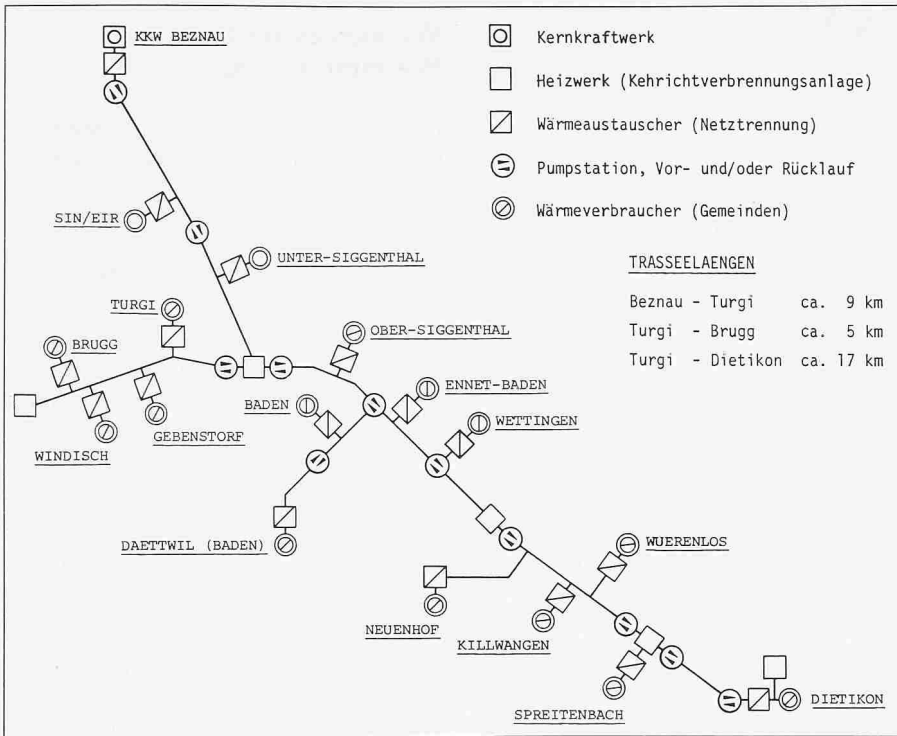 KKW BEZNAU
Kernkraftwerk
Heizwerk (Kehrichtverbrennungsanlage)
Wärmeaustauscher (Netztrennung)
Pumpstation, Vor- und/oder Rücklauf
Wärmeverbraucher (Gemeinden)
SIN/EIR
UNTER-SIGGENTHAL
TRASSEELAENGEN
Beznau - Turgi ca. 9 km
Turgi - Brugg ca. 5 km
Turgi - Dietikon ca. 17 km
TURGI
BRUGG
OBER-SIGGENTHAL
ENNET-BADEN
BADEN
WETTINGEN
GEBENSTORF
WINDISCH
DAETTWIL (BADEN)
WUERENLOS
NEUENHOF
KILLWANGEN
SPREITENBACH
DIETIKON